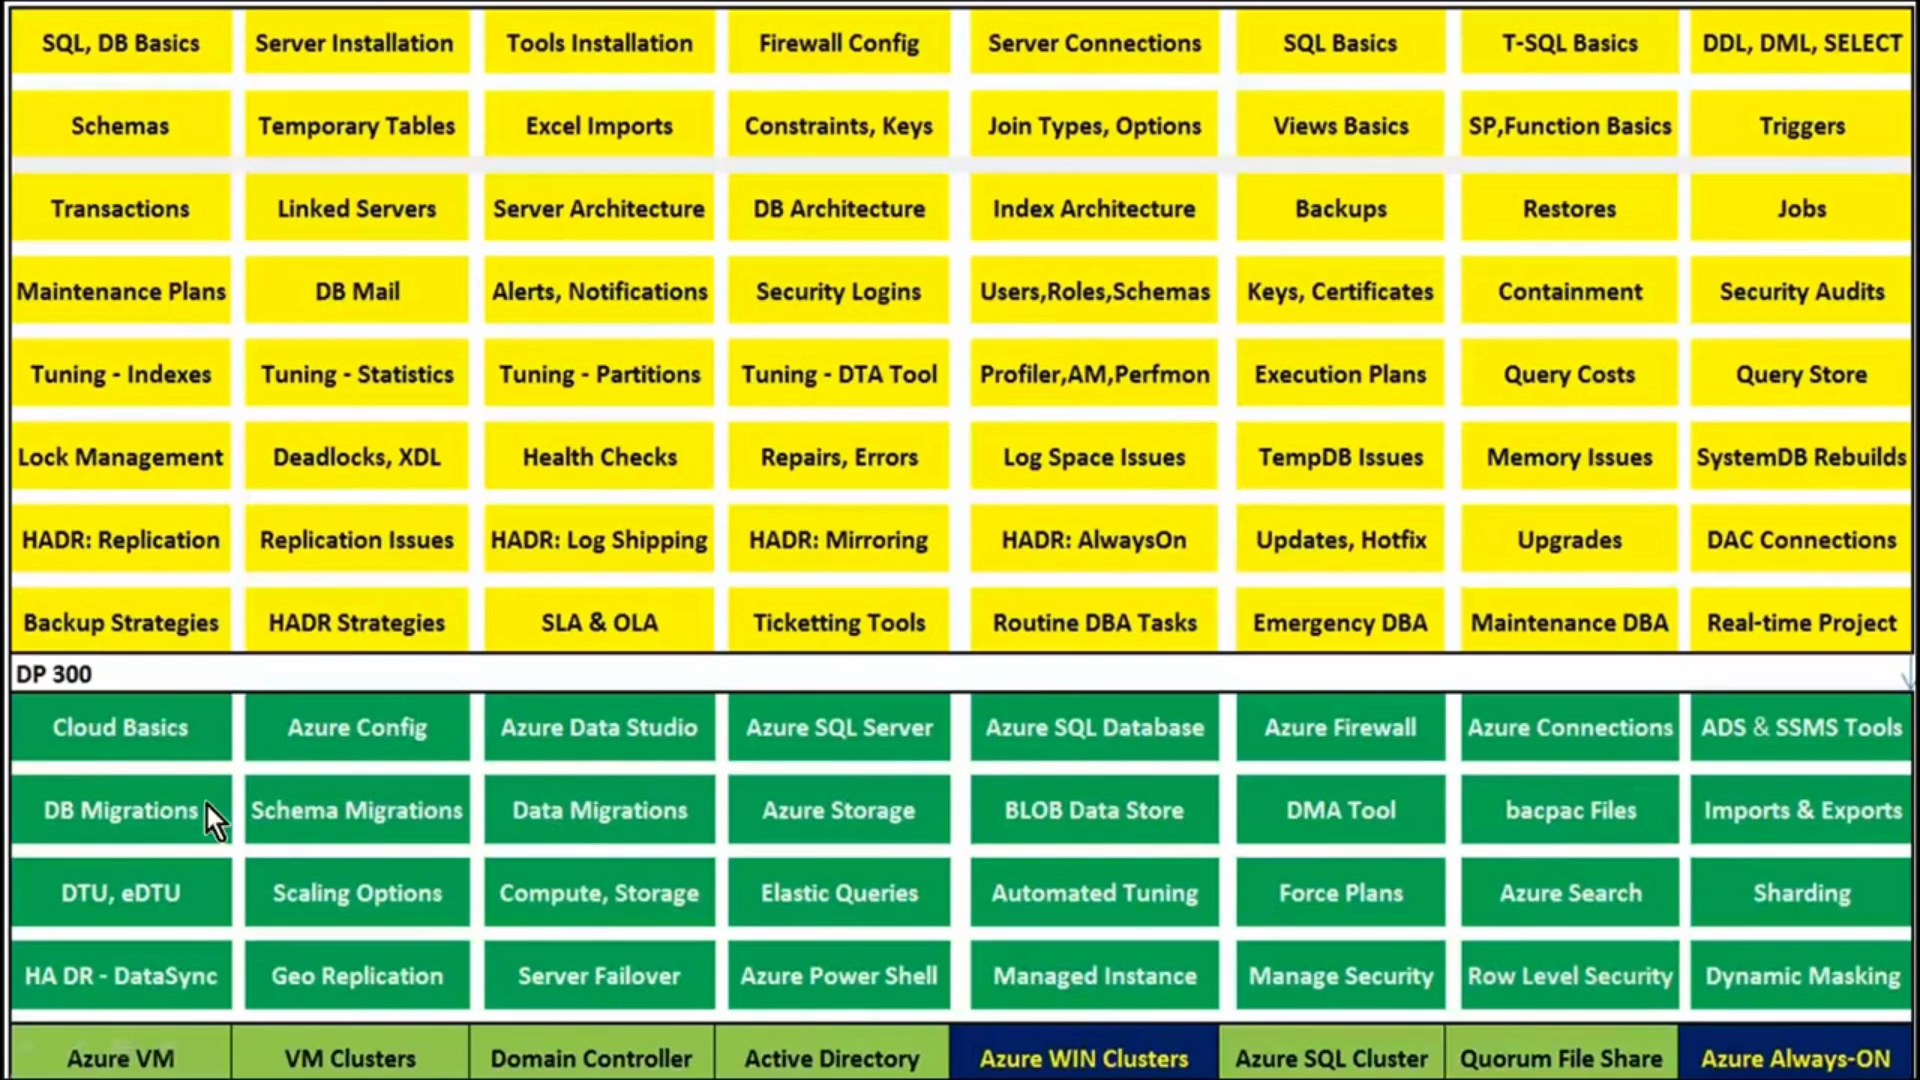 SQL, DB Basics Server Installation Tools Installation Firewall Config Server Connections SQL Basics T-SQL Basics DDL, DML, SELECT
Schemas Temporary Tables Excel Imports Constraints, Keys Join Types, Options Views Basics SP,Function Basics Triggers
Transactions Linked Servers Server Architecture DB Architecture Index Architecture Backups Restores Jobs
Maintenance Plans DB Mail Alerts, Notifications Security Logins Users,Roles,Schemas Keys, Certificates Containment Security Audits
Tuning - Indexes Tuning - Statistics Tuning - Partitions Tuning - DTA Tool Profiler,AM,Perfmon Execution Plans Query Costs Query Store
Lock Management Deadlocks, XDL Health Checks Repairs, Errors Log Space Issues TempDB Issues Memory Issues SystemDB Rebuilds
HADR: Replication Replication Issues HADR: Log Shipping HADR: Mirroring HADR: AlwaysOn Updates, Hotfix Upgrades DAC Connections
Backup Strategies HADR Strategies SLA & OLA Ticketting Tools Routine DBA Tasks Emergency DBA Maintenance DBA Real-time Project
DP 300
Cloud Basics Azure Config Azure Data Studio Azure SQL Server Azure SQL Database Azure Firewall Azure Connections ADS & SSMS Tools
DB Migrations Schema Migrations Data Migrations Azure Storage BLOB Data Store DMA Tool bacpac Files Imports & Exports
DTU, eDTU Scaling Options Compute, Storage Elastic Queries Automated Tuning Force Plans Azure Search Sharding
HA DR - DataSync Geo Replication Server Failover Azure Power Shell Managed Instance Manage Security Row Level Security Dynamic Masking
Azure VM VM Clusters Domain Controller Active Directory Azure WIN Clusters Azure SQL Cluster Quorum File Share Azure Always-ON